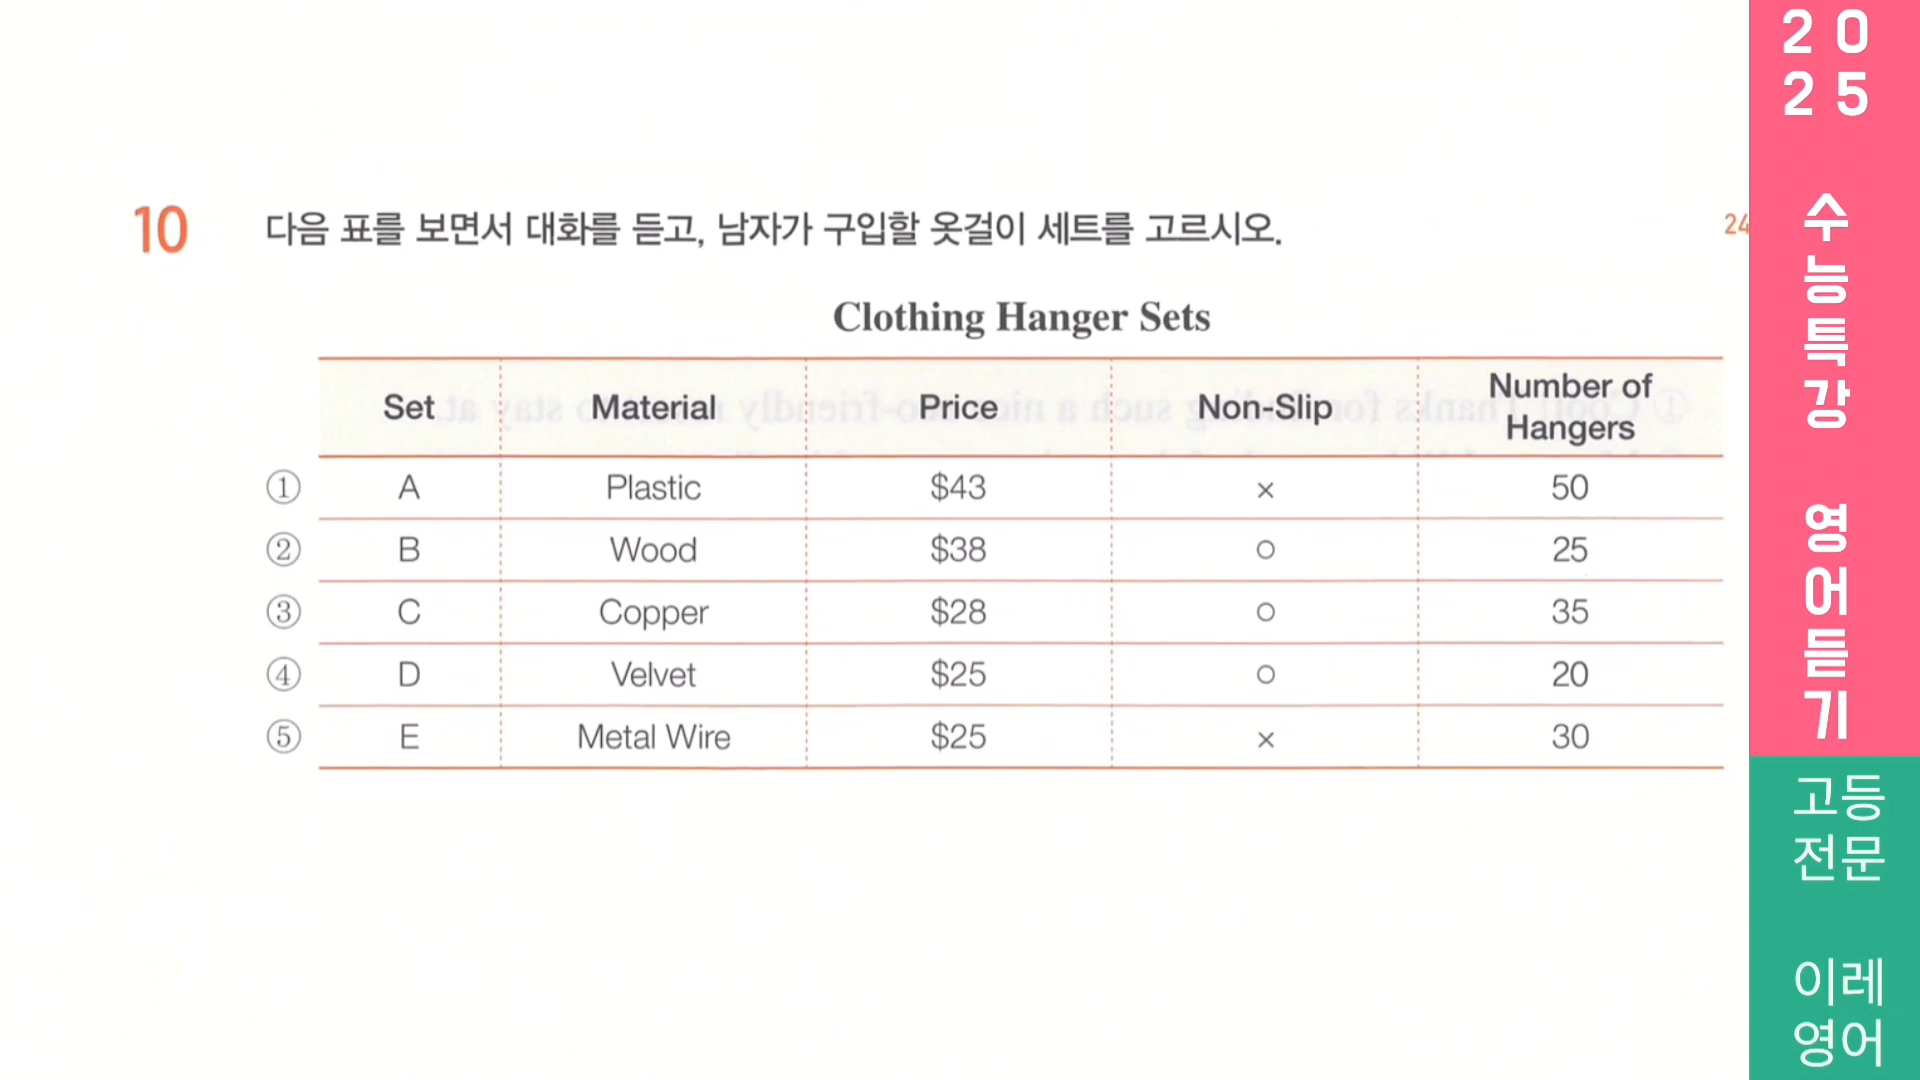 10 다음 표를 보면서 대화를 듣고, 남자가 구입할 옷걸이 세트를 고르시오.
24
Clothing Hanger Sets
Set Material Price Non-Slip Number of Hangers
① A Plastic $43 × 50
② B Wood $38 ○ 25
③ C Copper $28 ○ 35
④ D Velvet $25 ○ 20
⑤ E Metal Wire $25 × 30
2025 수능특강 영어듣기
고등전문 이레영어